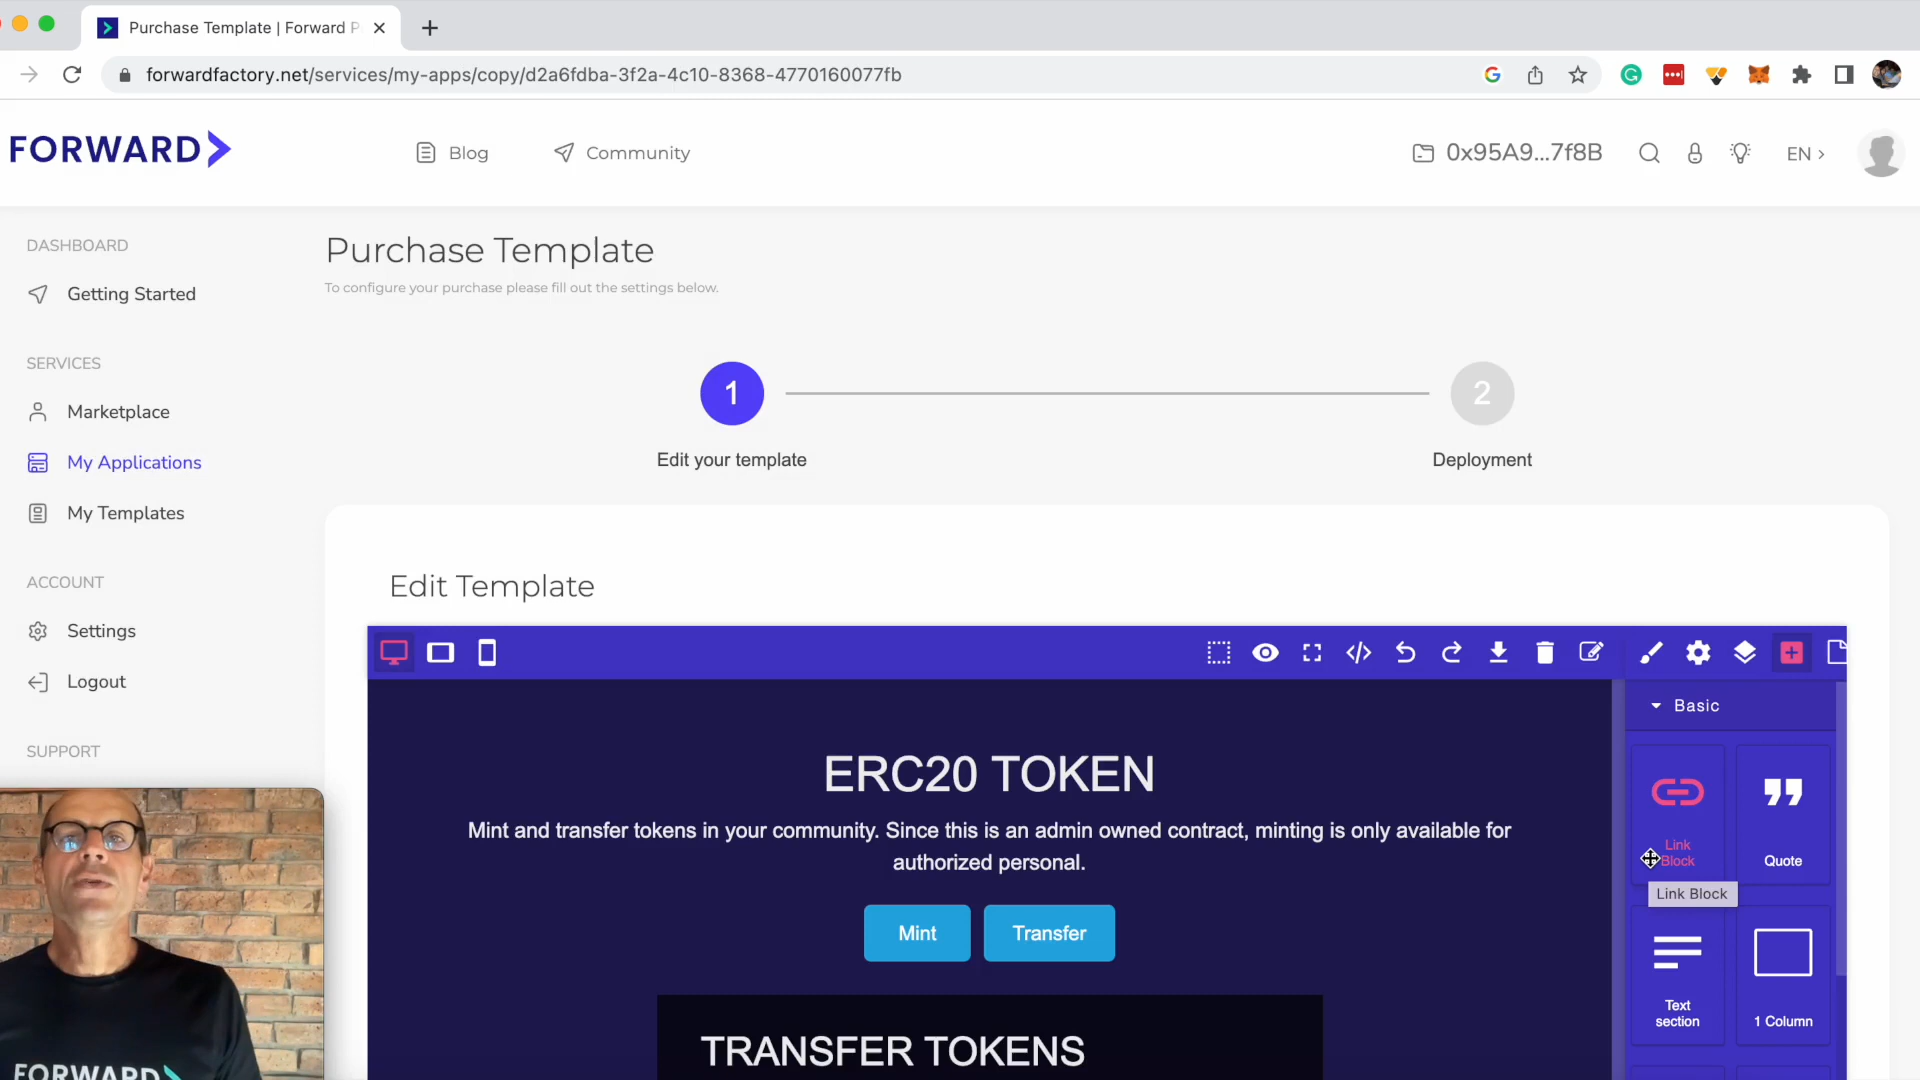 Purchase Template | Forward P
forwardfactory.net/services/my-apps/copy/d2a6fdba-3f2a-4c10-8368-4770160077fb
FORWARD
Blog
Community
0x95A9...7f8B
EN
DASHBOARD
Getting Started
SERVICES
Marketplace
My Applications
My Templates
ACCOUNT
Settings
Logout
SUPPORT
Purchase Template
To configure your purchase please fill out the settings below.
1
2
Edit your template
Deployment
Edit Template
ERC20 TOKEN
Mint and transfer tokens in your community. Since this is an admin owned contract, minting is only available for
authorized personal.
Mint
Transfer
TRANSFER TOKENS
Basic
Link
Block
Quote
Link Block
Text
section
1 Column
FORWARD